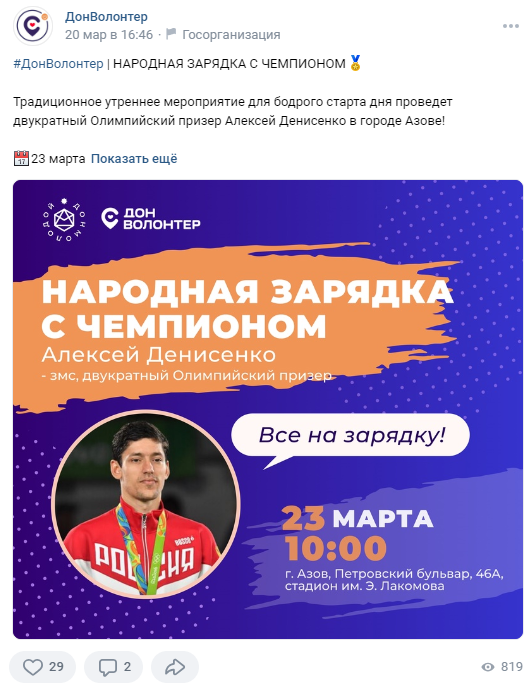 ДонВолонтер
20 мар в 16:46 · Госорганизация
#ДонВолонтер | НАРОДНАЯ ЗАРЯДКА С ЧЕМПИОНОМ 🏅
Традиционное утреннее мероприятие для бодрого старта дня проведет
двукратный Олимпийский призер Алексей Денисенко в городе Азове!
📅23 марта Показать ещё
ДОНМОЛОДОЙ
ДОН
ВОЛОНТЕР
НАРОДНАЯ ЗАРЯДКА
С ЧЕМПИОНОМ
Алексей Денисенко
- змс, двукратный Олимпийский призер
Все на зарядку!
РОССИЯ
23 МАРТА
10:00
г. Азов, Петровский бульвар, 46А,
стадион им. Э. Лакомова
29
2
819